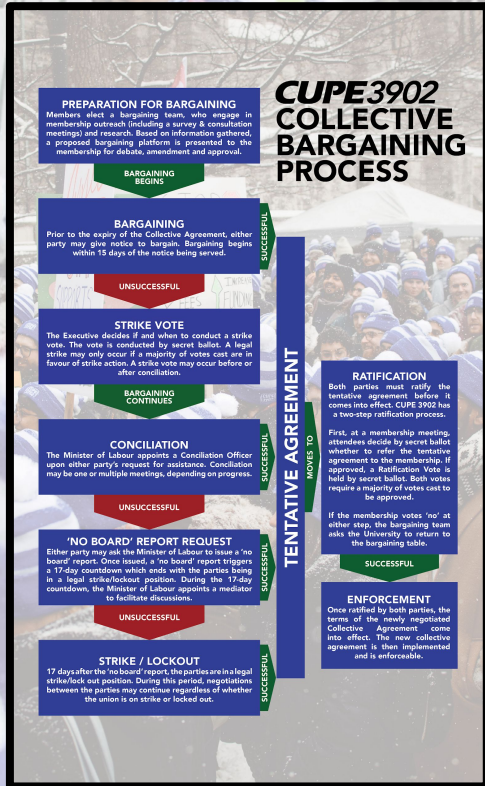 CUPE3902
COLLECTIVE
BARGAINING
PROCESS
PREPARATION FOR BARGAINING
Members elect a bargaining team, who engage in
membership outreach (including a survey & consultation
meetings) and research. Based on information gathered,
a proposed bargaining platform is presented to the
membership for debate, amendment and approval.
BARGAINING
BEGINS
BARGAINING
Prior to the expiry of the Collective Agreement, either
party may give notice to bargain. Bargaining begins
within 15 days of the notice being served.
SUCCESSFUL
UNSUCCESSFUL
STRIKE VOTE
The Executive decides if and when to conduct a strike
vote. The vote is conducted by secret ballot. A legal
strike may only occur if a majority of votes cast are in
favour of strike action. A strike vote may occur before or
after conciliation.
BARGAINING
CONTINUES
CONCILIATION
The Minister of Labour appoints a Conciliation Officer
upon either party's request for assistance. Conciliation
may be one or multiple meetings, depending on progress.
SUCCESSFUL
UNSUCCESSFUL
'NO BOARD' REPORT REQUEST
Either party may ask the Minister of Labour to issue a 'no
board' report. Once issued, a 'no board' report triggers
a 17-day countdown which ends with the parties being
in a legal strike/lockout position. During the 17-day
countdown, the Minister of Labour appoints a mediator
to facilitate discussions.
SUCCESSFUL
UNSUCCESSFUL
STRIKE / LOCKOUT
17 days after the 'no board' report, the parties are in a legal
strike/lock out position. During this period, negotiations
between the parties may continue regardless of whether
the union is on strike or locked out.
SUCCESSFUL
TENTATIVE AGREEMENT
MOVES TO
RATIFICATION
Both parties must ratify the
tentative agreement before it
comes into effect. CUPE 3902 has
a two-step ratification process.
First, at a membership meeting,
attendees decide by secret ballot
whether to refer the tentative
agreement to the membership. If
approved, a Ratification Vote is
held by secret ballot. Both votes
require a majority of votes cast to
be approved.
If the membership votes 'no' at
either step, the bargaining team
asks the University to return to
the bargaining table.
SUCCESSFUL
ENFORCEMENT
Once ratified by both parties, the
terms of the newly negotiated
Collective Agreement come
into effect. The new collective
agreement is then implemented
and is enforceable.